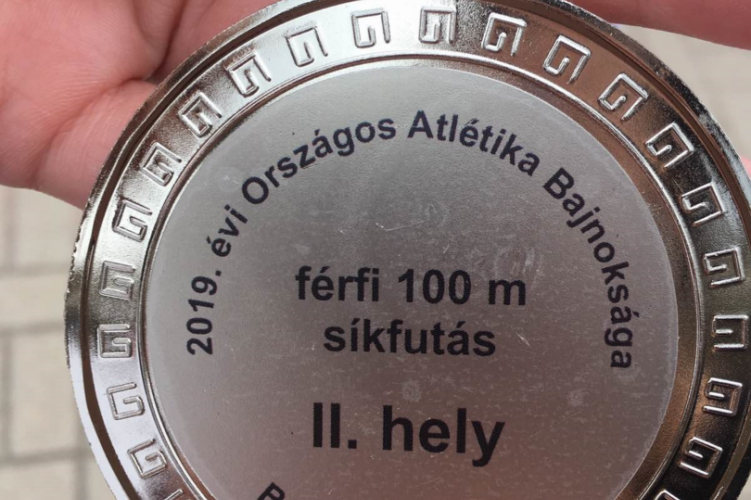 2019. évi Országos Atlétika Bajnoksága
férfi 100 m
síkfutás
II. hely